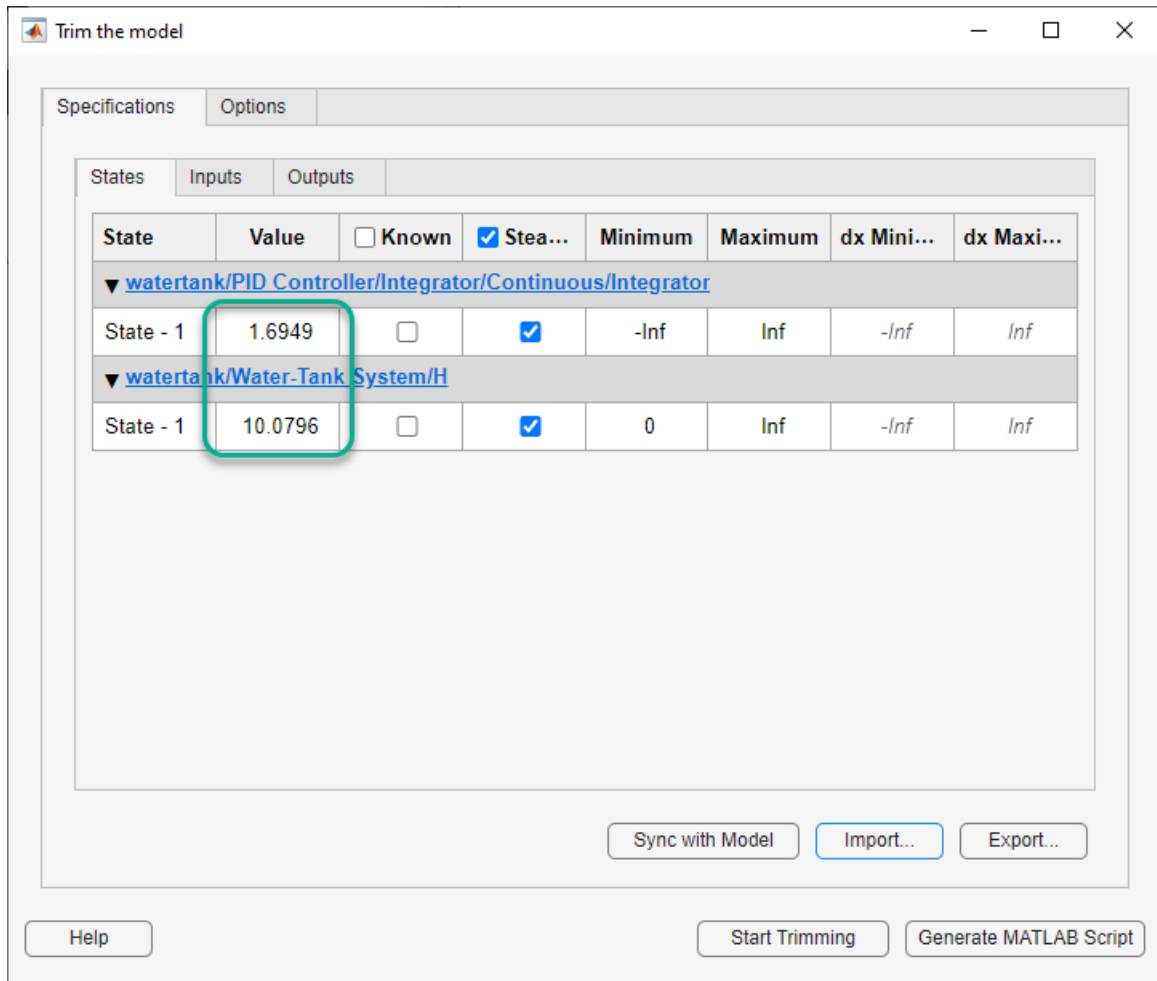 Trim the model
Specifications Options
States Inputs Outputs
State Value Known Stea... Minimum Maximum dx Mini... dx Maxi...
watertank/PID Controller/Integrator/Continuous/Integrator
State - 1 1.6949 -Inf Inf -Inf Inf
watertank/Water-Tank System/H
State - 1 10.0796 0 Inf -Inf Inf
Sync with Model Import... Export...
Help Start Trimming Generate MATLAB Script